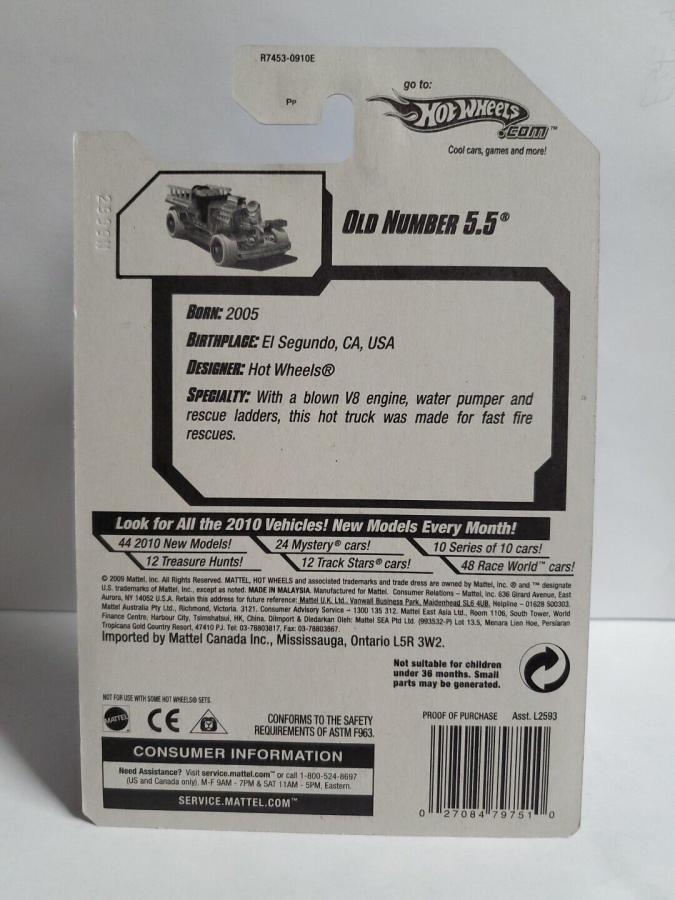 R7453-0910E
Pp
go to:
HOT WHEELS
.COM™
Cool cars, games and more!
OLD NUMBER 5.5®
BORN: 2005
BIRTHPLACE: El Segundo, CA, USA
DESIGNER: Hot Wheels®
SPECIALTY: With a blown V8 engine, water pumper and
rescue ladders, this hot truck was made for fast fire
rescues.
Look for All the 2010 Vehicles! New Models Every Month!
44 2010 New Models! 24 Mystery® cars! 10 Series of 10 cars!
12 Treasure Hunts! 12 Track Stars® cars! 48 Race World™ cars!
© 2009 Mattel, Inc. All Rights Reserved. MATTEL, HOT WHEELS and associated trademarks and trade dress are owned by Mattel, Inc. ® and ™ designate
U.S. trademarks of Mattel, Inc., except as noted. MADE IN MALAYSIA. Manufactured for Mattel. Consumer Relations – Mattel, Inc. 636 Girard Avenue, East
Aurora, NY 14052 U.S.A. Retain this address for future reference: Mattel U.K. Ltd., Vanwall Business Park, Maidenhead SL6 4UB. Helpline – 01628 500303.
Mattel Australia Pty Ltd., Richmond, Victoria. 3121. Consumer Advisory Service – 1300 135 312. Mattel East Asia Ltd., Room 1106, South Tower, World
Finance Centre, Harbour City, Tsimshatsui, HK, China. Diimport & Diedarkan Oleh: Mattel SEA Ptd Ltd. (993532-P) Lot 13.5, Menara Lien Hoe, Persiaran
Tropicana Gold Country Resort, 47410 PJ. Tel: 03-78803817, Fax: 03-78803867.
Imported by Mattel Canada Inc., Mississauga, Ontario L5R 3W2.
Not suitable for children
under 36 months. Small
parts may be generated.
NOT FOR USE WITH SOME HOT WHEELS® SETS.
MATTEL
CE
CONFORMS TO THE SAFETY
REQUIREMENTS OF ASTM F963.
PROOF OF PURCHASE Asst. L2593
CONSUMER INFORMATION
Need Assistance? Visit service.mattel.com™ or call 1-800-524-8697
(US and Canada only). M-F 9AM - 7PM & SAT 11AM - 5PM, Eastern.
SERVICE.MATTEL.COM™
0 27084 79751 0